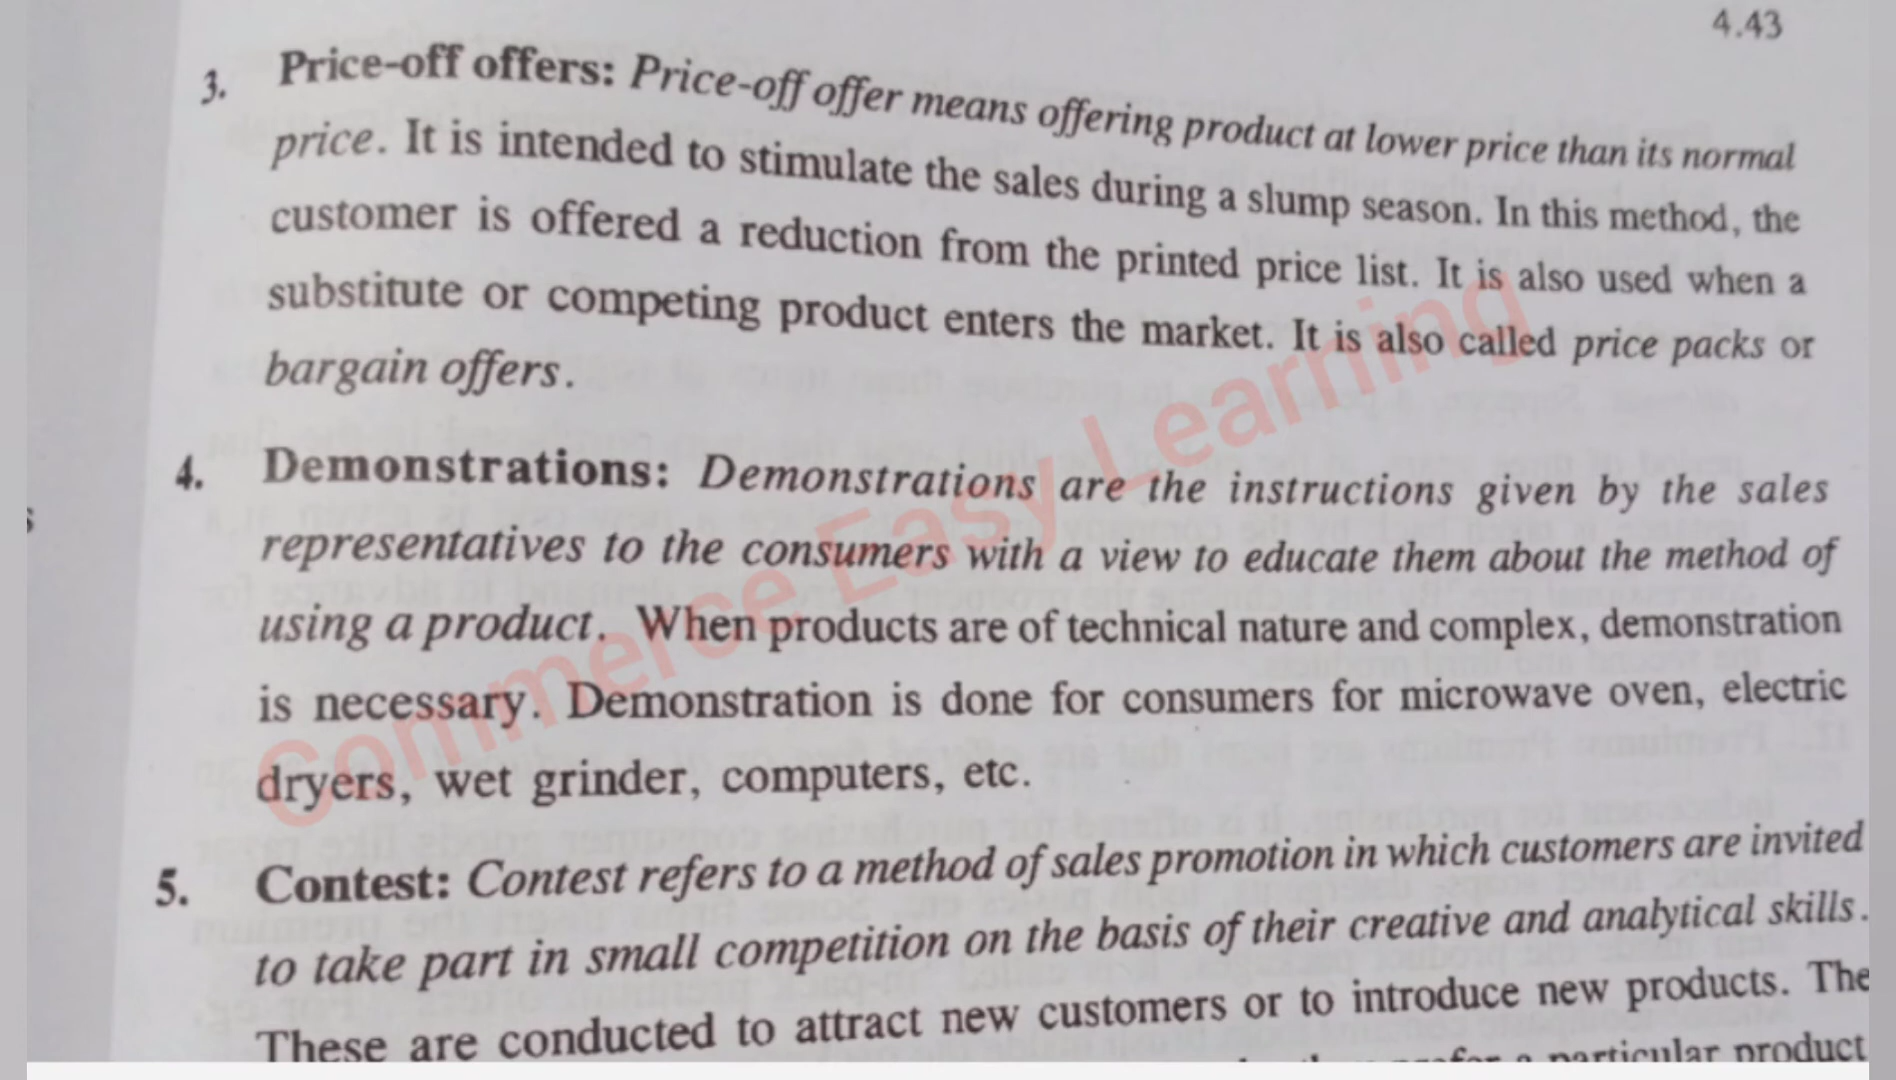 4.43
3. Price-off offers: Price-off offer means offering product at lower price than its normal
price. It is intended to stimulate the sales during a slump season. In this method, the
customer is offered a reduction from the printed price list. It is also used when a
substitute or competing product enters the market. It is also called price packs or
bargain offers.
4. Demonstrations: Demonstrations are the instructions given by the sales
representatives to the consumers with a view to educate them about the method of
using a product. When products are of technical nature and complex, demonstration
is necessary. Demonstration is done for consumers for microwave oven, electric
dryers, wet grinder, computers, etc.
5. Contest: Contest refers to a method of sales promotion in which customers are invited
to take part in small competition on the basis of their creative and analytical skills.
These are conducted to attract new customers or to introduce new products. The
a particular product
Commerce Easy Learning